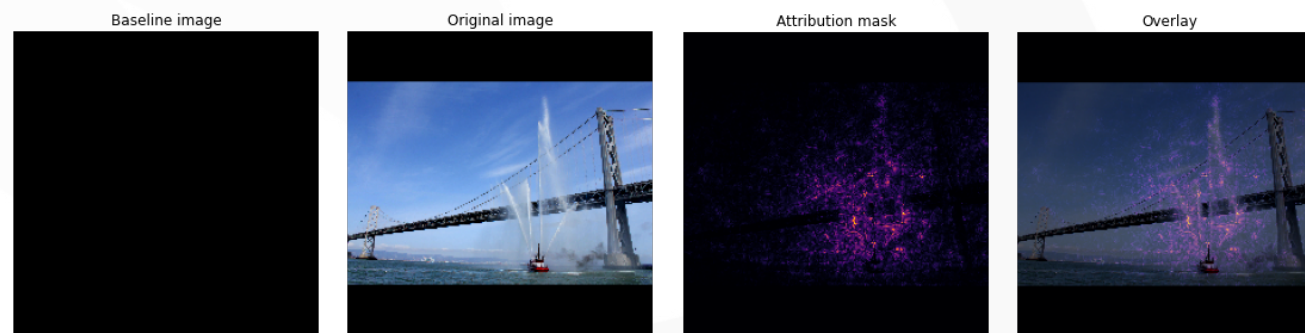 Baseline image
Original image
Attribution mask
Overlay